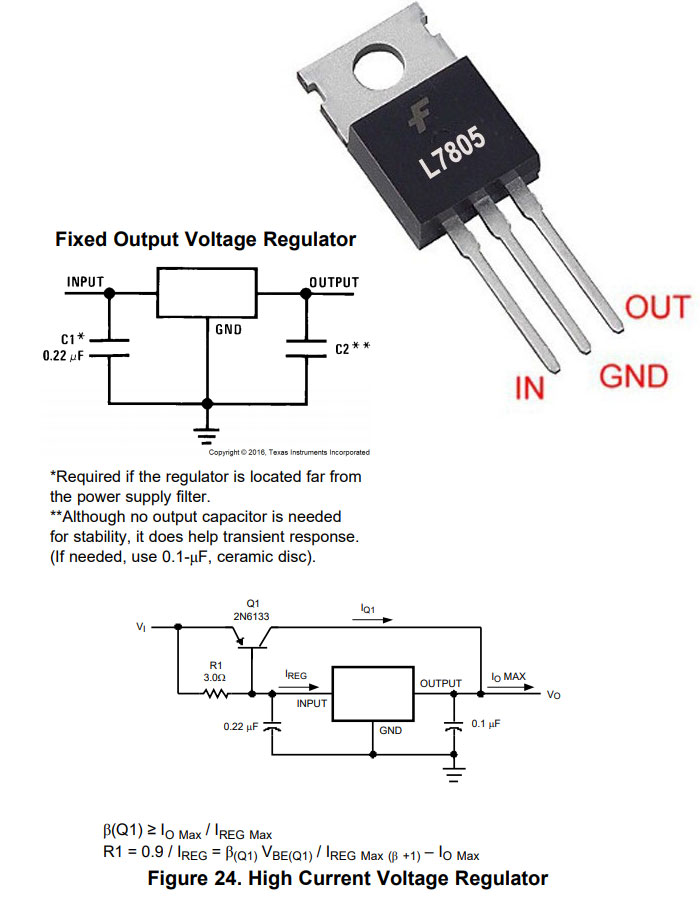 L7805
OUT
GND
IN
Fixed Output Voltage Regulator
INPUT
OUTPUT
GND
C1*
0.22 μF
C2**
Copyright © 2016, Texas Instruments Incorporated
*Required if the regulator is located far from
the power supply filter.
**Although no output capacitor is needed
for stability, it does help transient response.
(If needed, use 0.1-μF, ceramic disc).
Q1
2N6133
IQ1
VI
R1
3.0Ω
IREG
INPUT
OUTPUT
IO MAX
VO
0.22 μF
GND
0.1 μF
β(Q1) ≥ IO Max / IREG Max
R1 = 0.9 / IREG = β(Q1) VBE(Q1) / IREG Max (β +1) – IO Max
Figure 24. High Current Voltage Regulator